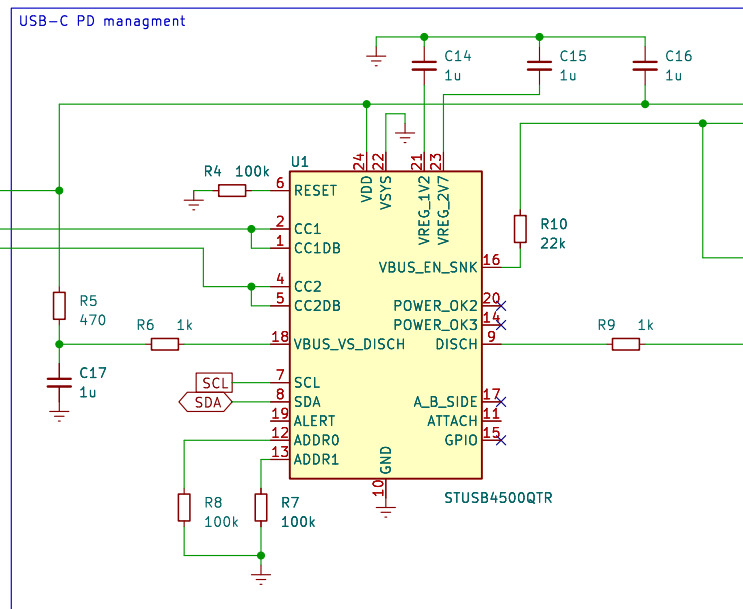 USB-C PD managment
C14
1u
C15
1u
C16
1u
U1
R4 100k
24
22
21
23
VDD
VSYS
VREG_1V2
VREG_2V7
6 RESET
2 CC1
1 CC1DB
4 CC2
5 CC2DB
18 VBUS_VS_DISCH
7 SCL
8 SDA
19 ALERT
12 ADDR0
13 ADDR1
VBUS_EN_SNK 16
POWER_OK2 20
POWER_OK3 14
DISCH 9
A_B_SIDE 17
ATTACH 11
GPIO 15
GND
10
R10
22k
R5
470
R6 1k
R9 1k
C17
1u
SCL
SDA
R8
100k
R7
100k
STUSB4500QTR